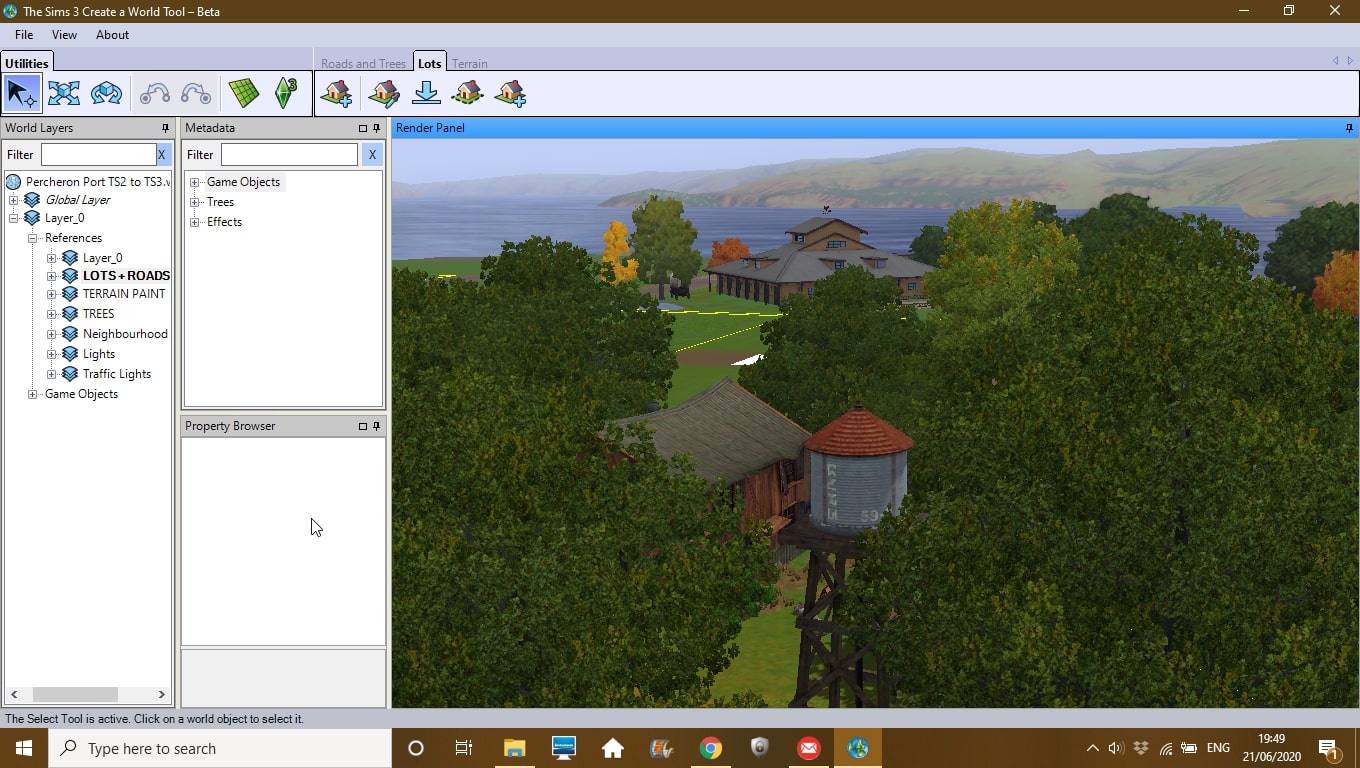 The Sims 3 Create a World Tool – Beta
File View About
Utilities
Roads and Trees Lots Terrain
World Layers
Filter X
Percheron Port TS2 to TS3.w
Global Layer
Layer_0
References
Layer_0
LOTS + ROADS
TERRAIN PAINT
TREES
Neighbourhood
Lights
Traffic Lights
Game Objects
Metadata
Filter X
Game Objects
Trees
Effects
Property Browser
Render Panel
59
The Select Tool is active. Click on a world object to select it.
Type here to search
ENG
19:49
21/06/2020
1